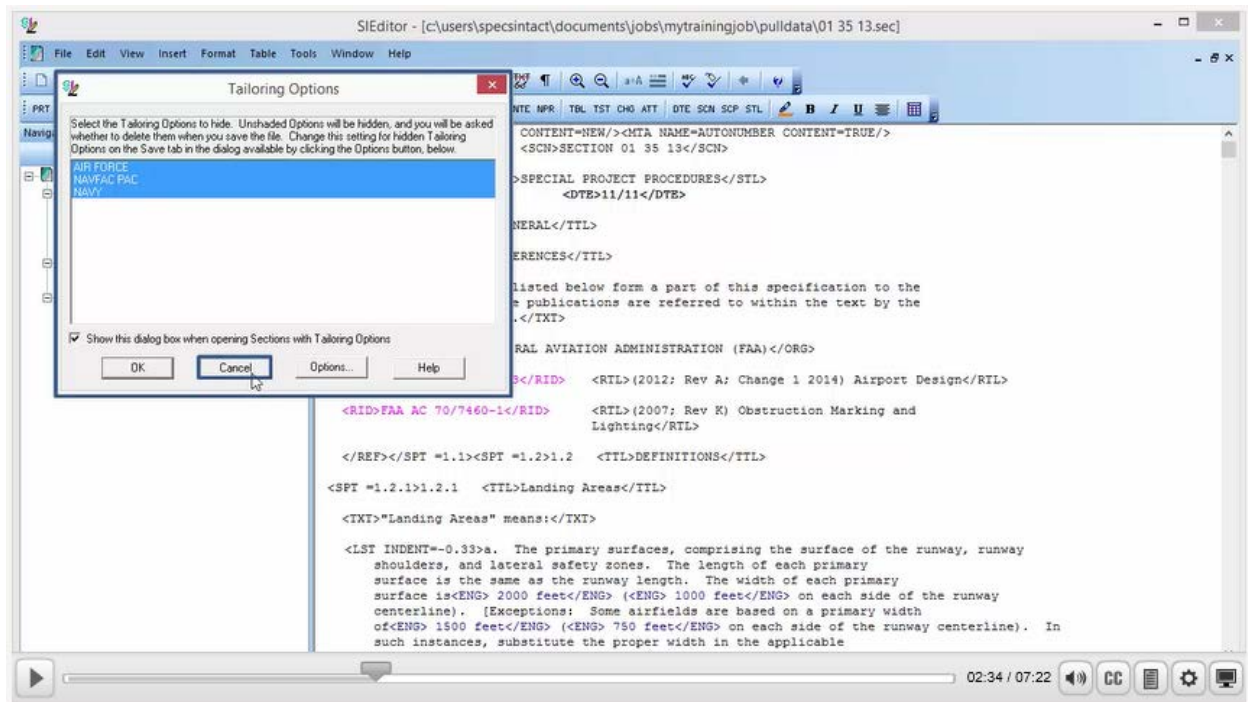 SIEditor - [c:\users\specsintact\documents\jobs\mytrainingjob\pulldata\01 35 13.sec]
File Edit View Insert Format Table Tools Window Help
Tailoring Options
PRT
NTE NPR TBL TST CHG ATT DTE SCN SCP STL B I U
Select the Tailoring Options to hide. Unshaded Options will be hidden, and you will be asked
whether to delete them when you save the file. Change this setting for hidden Tailoring
Options on the Save tab in the dialog available by clicking the Options button, below.
AIR FORCE
NAVFAC PAC
NAVY
Show this dialog box when opening Sections with Tailoring Options
OK Cancel Options... Help
Naviga
CONTENT=NEW/><MTA NAME=AUTONUMBER CONTENT=TRUE/>
<SCN>SECTION 01 35 13</SCN>
>SPECIAL PROJECT PROCEDURES</STL>
<DTE>11/11</DTE>
NERAL</TTL>
ERENCES</TTL>
listed below form a part of this specification to the
e publications are referred to within the text by the
.</TXT>
RAL AVIATION ADMINISTRATION (FAA)</ORG>
3</RID> <RTL>(2012; Rev A; Change 1 2014) Airport Design</RTL>
<RID>FAA AC 70/7460-1</RID> <RTL>(2007; Rev K) Obstruction Marking and
Lighting</RTL>
</REF></SPT =1.1><SPT =1.2>1.2 <TTL>DEFINITIONS</TTL>
<SPT =1.2.1>1.2.1 <TTL>Landing Areas</TTL>
<TXT>"Landing Areas" means:</TXT>
<LST INDENT=-0.33>a. The primary surfaces, comprising the surface of the runway, runway
shoulders, and lateral safety zones. The length of each primary
surface is the same as the runway length. The width of each primary
surface is<ENG> 2000 feet</ENG> (<ENG> 1000 feet</ENG> on each side of the runway
centerline). [Exceptions: Some airfields are based on a primary width
of<ENG> 1500 feet</ENG> (<ENG> 750 feet</ENG> on each side of the runway centerline). In
such instances, substitute the proper width in the applicable
02:34 / 07:22 CC